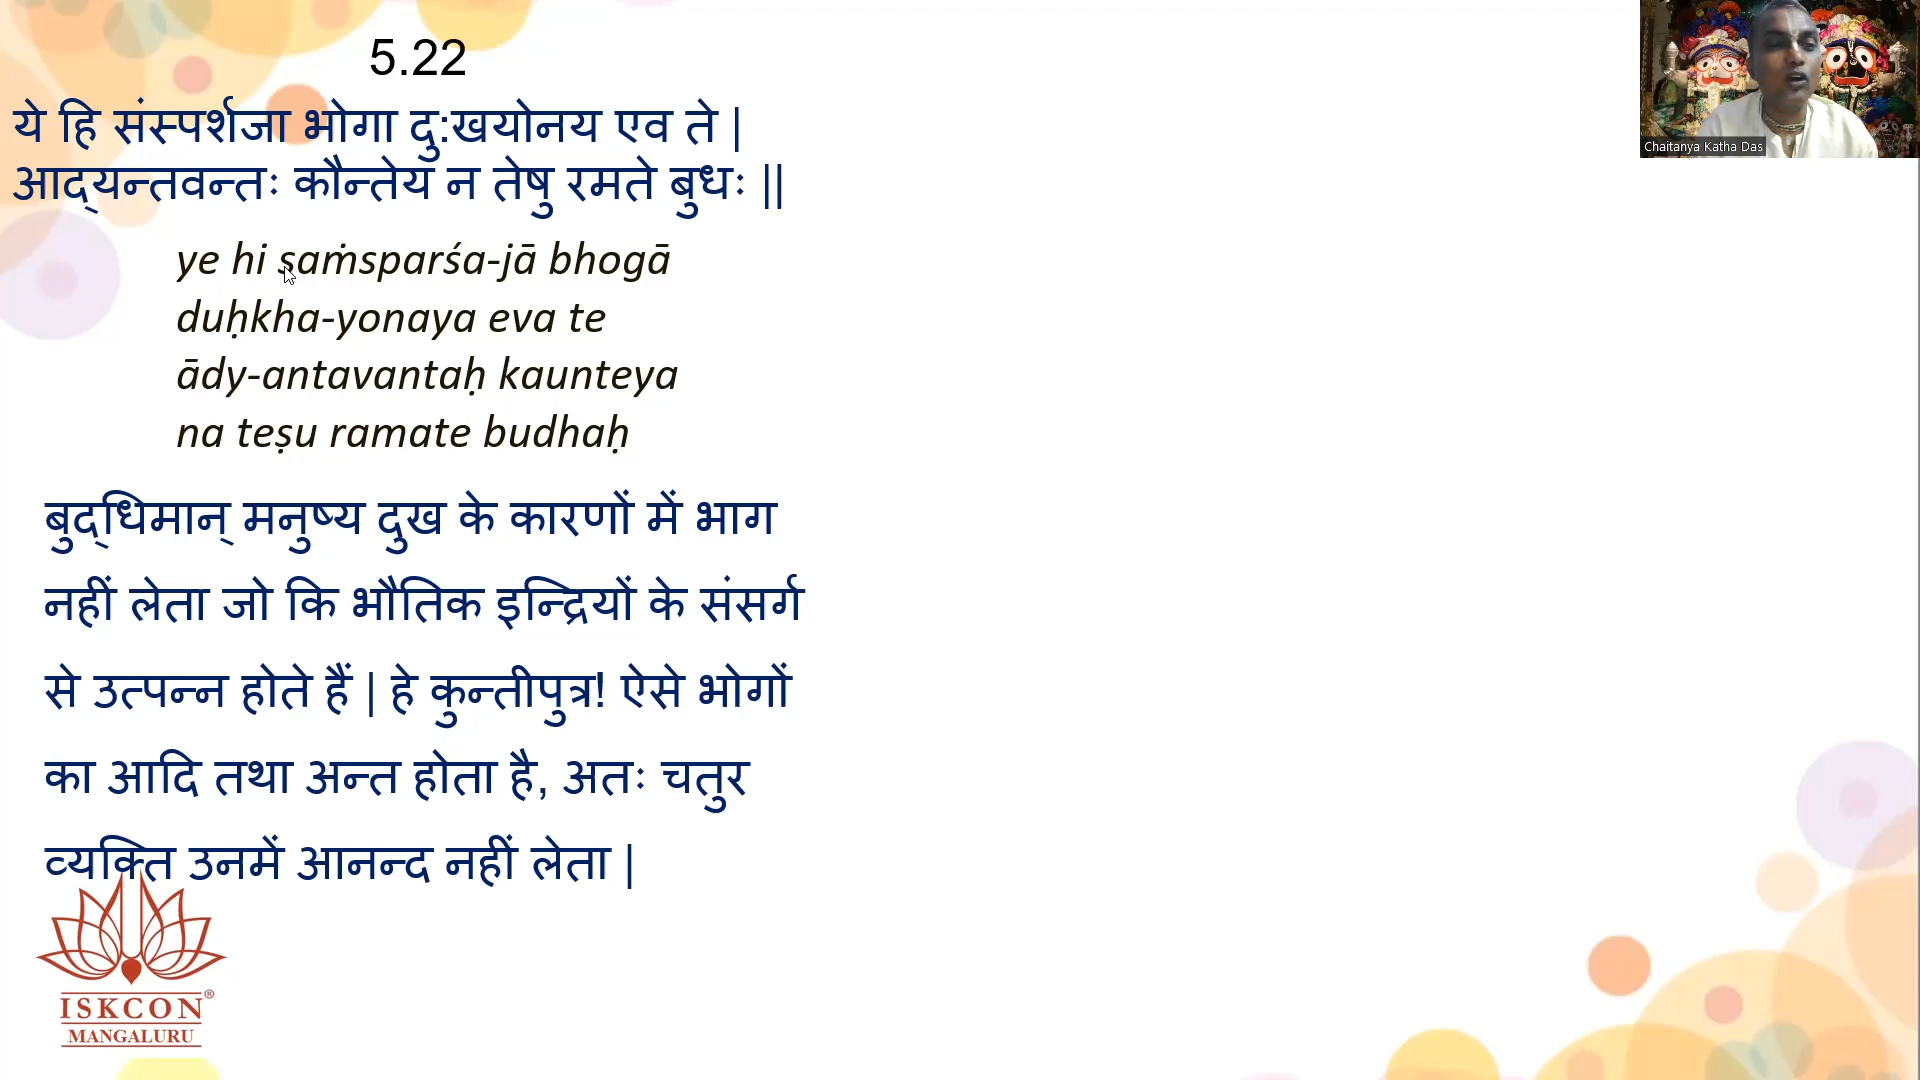 5.22
ये हि संस्पर्शजा भोगा दु:खयोनय एव ते |
आद्यन्तवन्तः कौन्तेय न तेषु रमते बुधः ||
ye hi saṁsparśa-jā bhogā
duḥkha-yonaya eva te
ādy-antavantaḥ kaunteya
na teṣu ramate budhaḥ
बुद्धिमान् मनुष्य दुख के कारणों में भाग
नहीं लेता जो कि भौतिक इन्द्रियों के संसर्ग
से उत्पन्न होते हैं | हे कुन्तीपुत्र! ऐसे भोगों
का आदि तथा अन्त होता है, अतः चतुर
व्यक्ति उनमें आनन्द नहीं लेता |
ISKCON®
MANGALURU
Chaitanya Katha Das